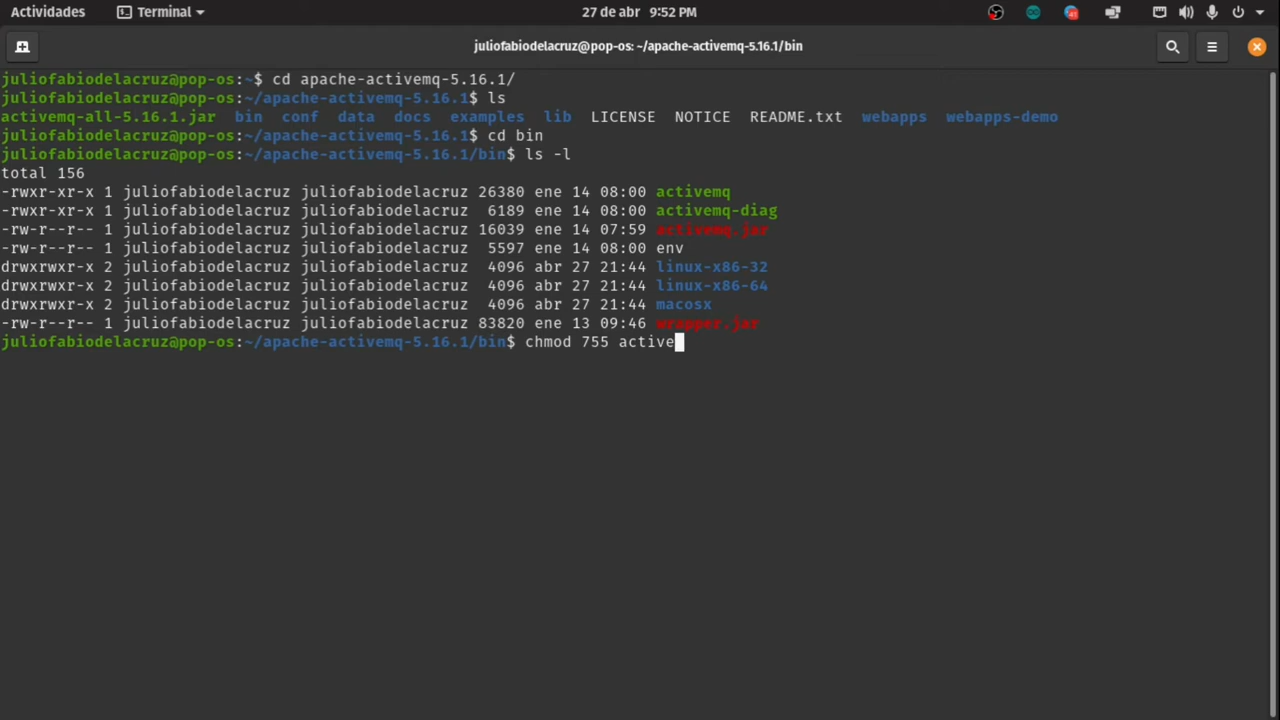 Actividades Terminal 27 de abr 9:52 PM
juliofabiodelacruz@pop-os: ~/apache-activemq-5.16.1/bin
juliofabiodelacruz@pop-os:~$ cd apache-activemq-5.16.1/
juliofabiodelacruz@pop-os:~/apache-activemq-5.16.1$ ls
activemq-all-5.16.1.jar bin conf data docs examples lib LICENSE NOTICE README.txt webapps webapps-demo
juliofabiodelacruz@pop-os:~/apache-activemq-5.16.1$ cd bin
juliofabiodelacruz@pop-os:~/apache-activemq-5.16.1/bin$ ls -l
total 156
-rwxr-xr-x 1 juliofabiodelacruz juliofabiodelacruz 26380 ene 14 08:00 activemq
-rwxr-xr-x 1 juliofabiodelacruz juliofabiodelacruz 6189 ene 14 08:00 activemq-diag
-rw-r--r-- 1 juliofabiodelacruz juliofabiodelacruz 16039 ene 14 07:59 activemq.jar
-rw-r--r-- 1 juliofabiodelacruz juliofabiodelacruz 5597 ene 14 08:00 env
drwxrwxr-x 2 juliofabiodelacruz juliofabiodelacruz 4096 abr 27 21:44 linux-x86-32
drwxrwxr-x 2 juliofabiodelacruz juliofabiodelacruz 4096 abr 27 21:44 linux-x86-64
drwxrwxr-x 2 juliofabiodelacruz juliofabiodelacruz 4096 abr 27 21:44 macosx
-rw-r--r-- 1 juliofabiodelacruz juliofabiodelacruz 83820 ene 13 09:46 wrapper.jar
juliofabiodelacruz@pop-os:~/apache-activemq-5.16.1/bin$ chmod 755 active